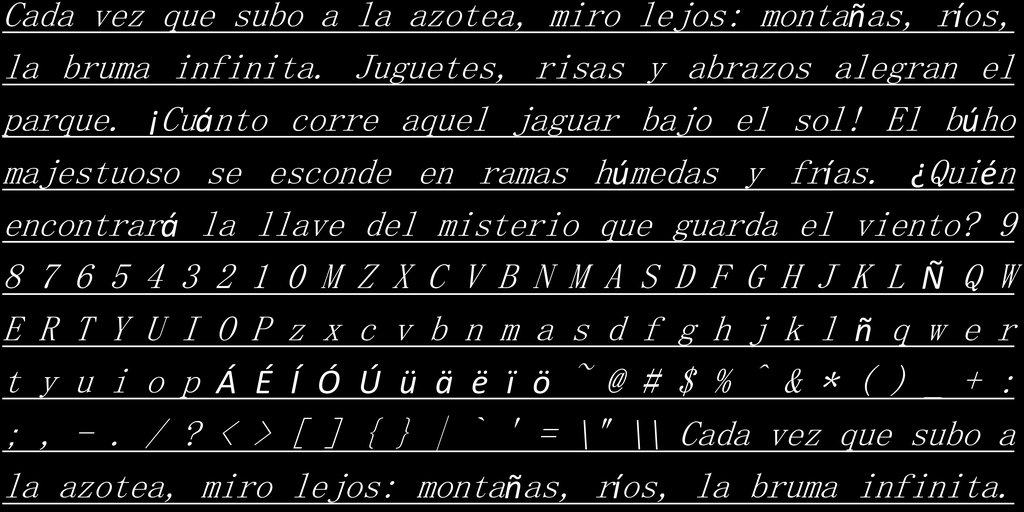 Cada vez que subo a la azotea, miro lejos: montañas, ríos,
la bruma infinita. Juguetes, risas y abrazos alegran el
parque. ¡Cuánto corre aquel jaguar bajo el sol! El búho
majestuoso se esconde en ramas húmedas y frías. ¿Quién
encontrará la llave del misterio que guarda el viento? 9
8 7 6 5 4 3 2 1 0 M Z X C V B N M A S D F G H J K L Ñ Q W
E R T Y U I O P z x c v b n m a s d f g h j k l ñ q w e r
t y u i o p Á É Í Ó Ú ü ä ë ï ö ~ @ # $ % ^ & * ( ) _ + :
; , - . / ? < > [ ] { } | ` ' = \" \\ Cada vez que subo a
la azotea, miro lejos: montañas, ríos, la bruma infinita.